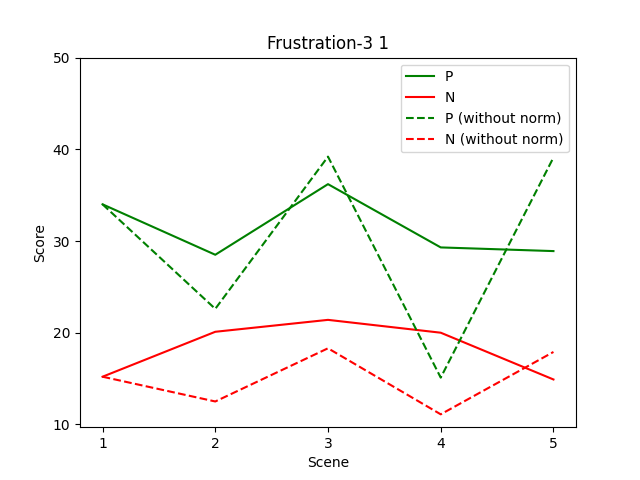 Frustration-3 1
50
40
30
20
10
Score
P
N
P (without norm)
N (without norm)
1 2 3 4 5
Scene